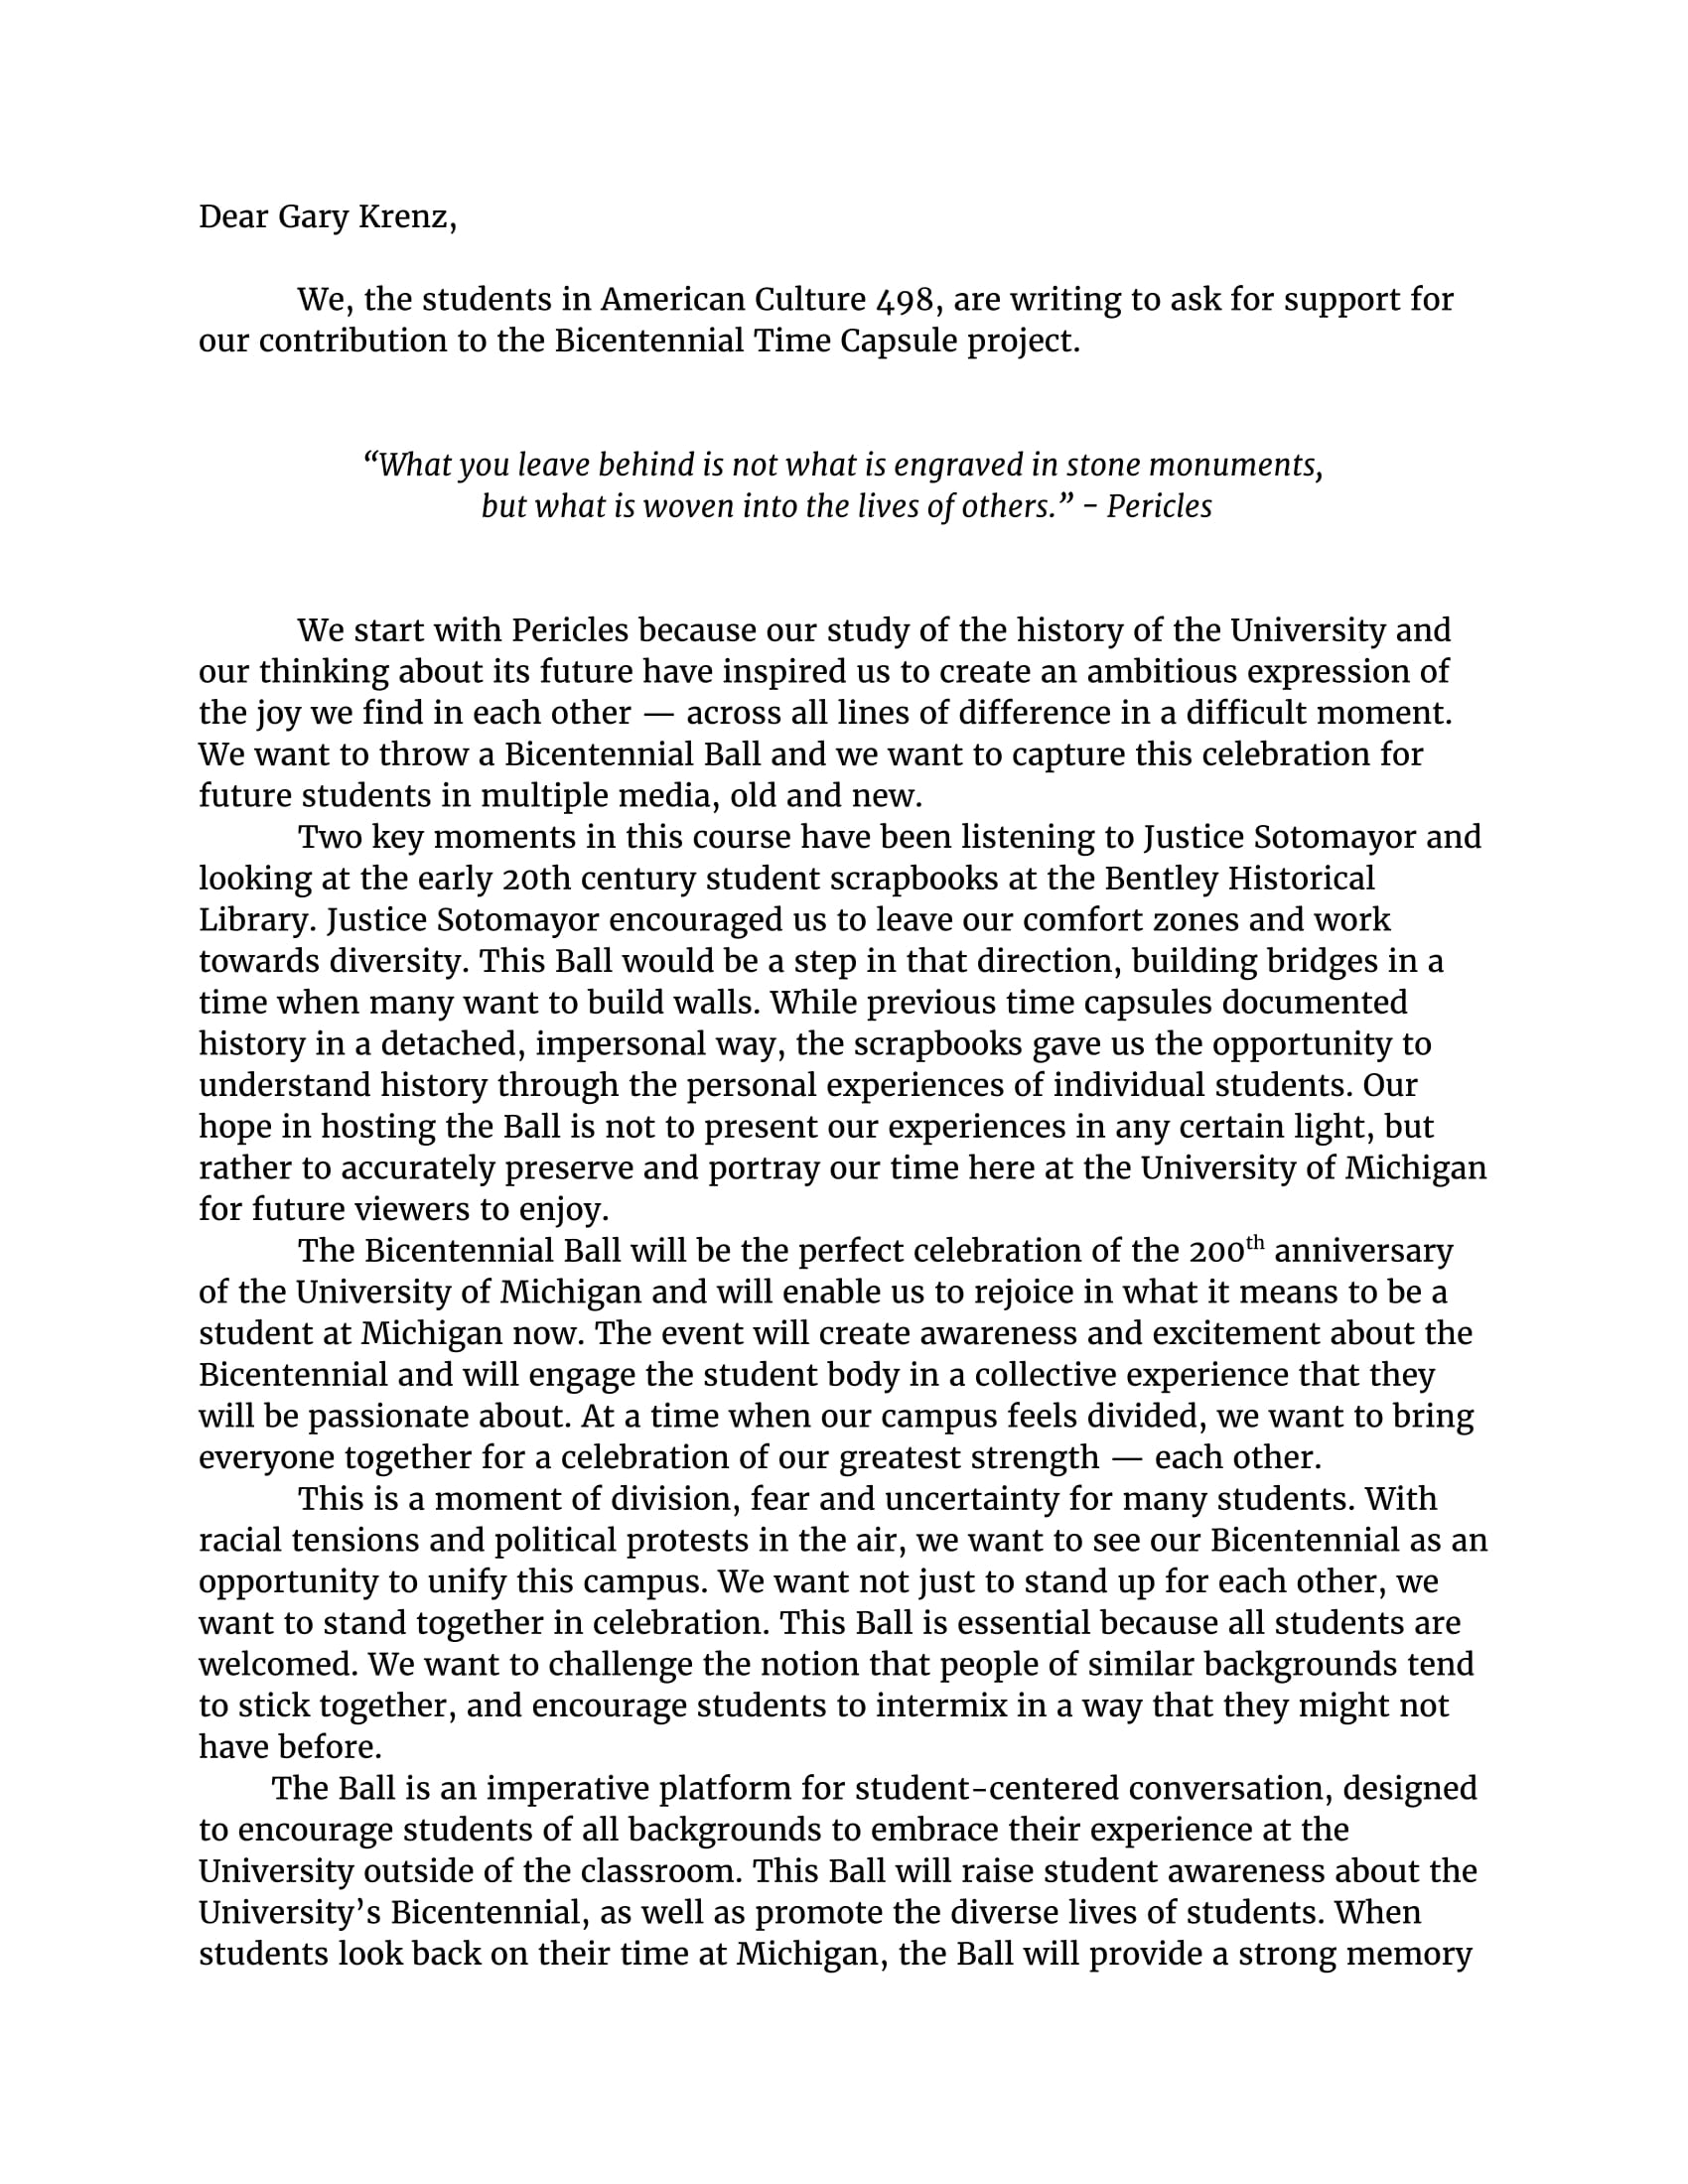 Dear Gary Krenz,
We, the students in American Culture 498, are writing to ask for support for
our contribution to the Bicentennial Time Capsule project.
“What you leave behind is not what is engraved in stone monuments,
but what is woven into the lives of others.” - Pericles
We start with Pericles because our study of the history of the University and
our thinking about its future have inspired us to create an ambitious expression of
the joy we find in each other — across all lines of difference in a difficult moment.
We want to throw a Bicentennial Ball and we want to capture this celebration for
future students in multiple media, old and new.
Two key moments in this course have been listening to Justice Sotomayor and
looking at the early 20th century student scrapbooks at the Bentley Historical
Library. Justice Sotomayor encouraged us to leave our comfort zones and work
towards diversity. This Ball would be a step in that direction, building bridges in a
time when many want to build walls. While previous time capsules documented
history in a detached, impersonal way, the scrapbooks gave us the opportunity to
understand history through the personal experiences of individual students. Our
hope in hosting the Ball is not to present our experiences in any certain light, but
rather to accurately preserve and portray our time here at the University of Michigan
for future viewers to enjoy.
The Bicentennial Ball will be the perfect celebration of the 200th anniversary
of the University of Michigan and will enable us to rejoice in what it means to be a
student at Michigan now. The event will create awareness and excitement about the
Bicentennial and will engage the student body in a collective experience that they
will be passionate about. At a time when our campus feels divided, we want to bring
everyone together for a celebration of our greatest strength — each other.
This is a moment of division, fear and uncertainty for many students. With
racial tensions and political protests in the air, we want to see our Bicentennial as an
opportunity to unify this campus. We want not just to stand up for each other, we
want to stand together in celebration. This Ball is essential because all students are
welcomed. We want to challenge the notion that people of similar backgrounds tend
to stick together, and encourage students to intermix in a way that they might not
have before.
The Ball is an imperative platform for student-centered conversation, designed
to encourage students of all backgrounds to embrace their experience at the
University outside of the classroom. This Ball will raise student awareness about the
University’s Bicentennial, as well as promote the diverse lives of students. When
students look back on their time at Michigan, the Ball will provide a strong memory